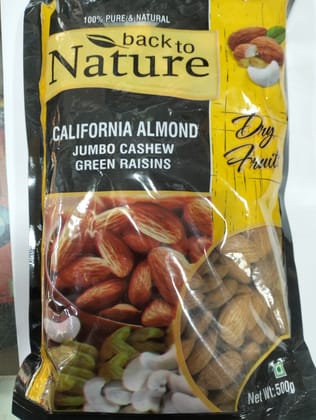 100% PURE & NATURAL
back to
Nature
CALIFORNIA ALMOND
JUMBO CASHEW
GREEN RAISINS
Dry
Fruit
Net Wt: 500g